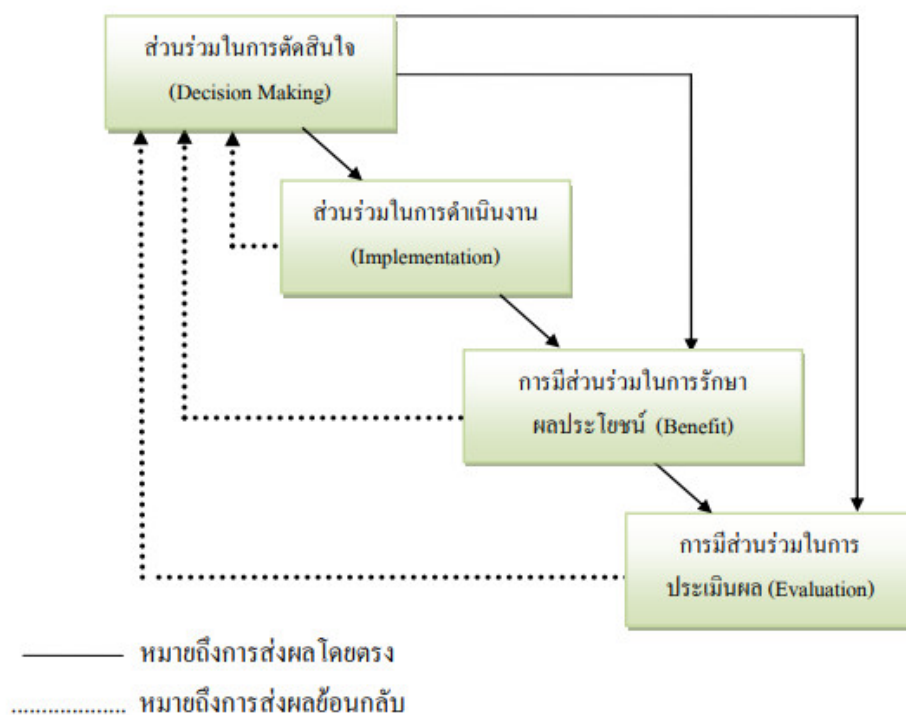 ส่วนร่วมในการตัดสินใจ
(Decision Making)
ส่วนร่วมในการดำเนินงาน
(Implementation)
การมีส่วนร่วมในการรักษา
ผลประโยชน์ (Benefit)
การมีส่วนร่วมในการ
ประเมินผล (Evaluation)
หมายถึงการส่งผลโดยตรง
หมายถึงการส่งผลย้อนกลับ